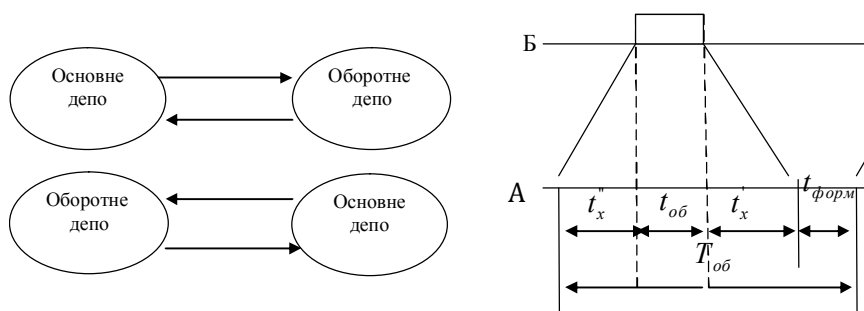 Основне
депо
Оборотне
депо
Оборотне
депо
Основне
депо
Б
А
t''x
tоб
t'x
tформ
Tоб